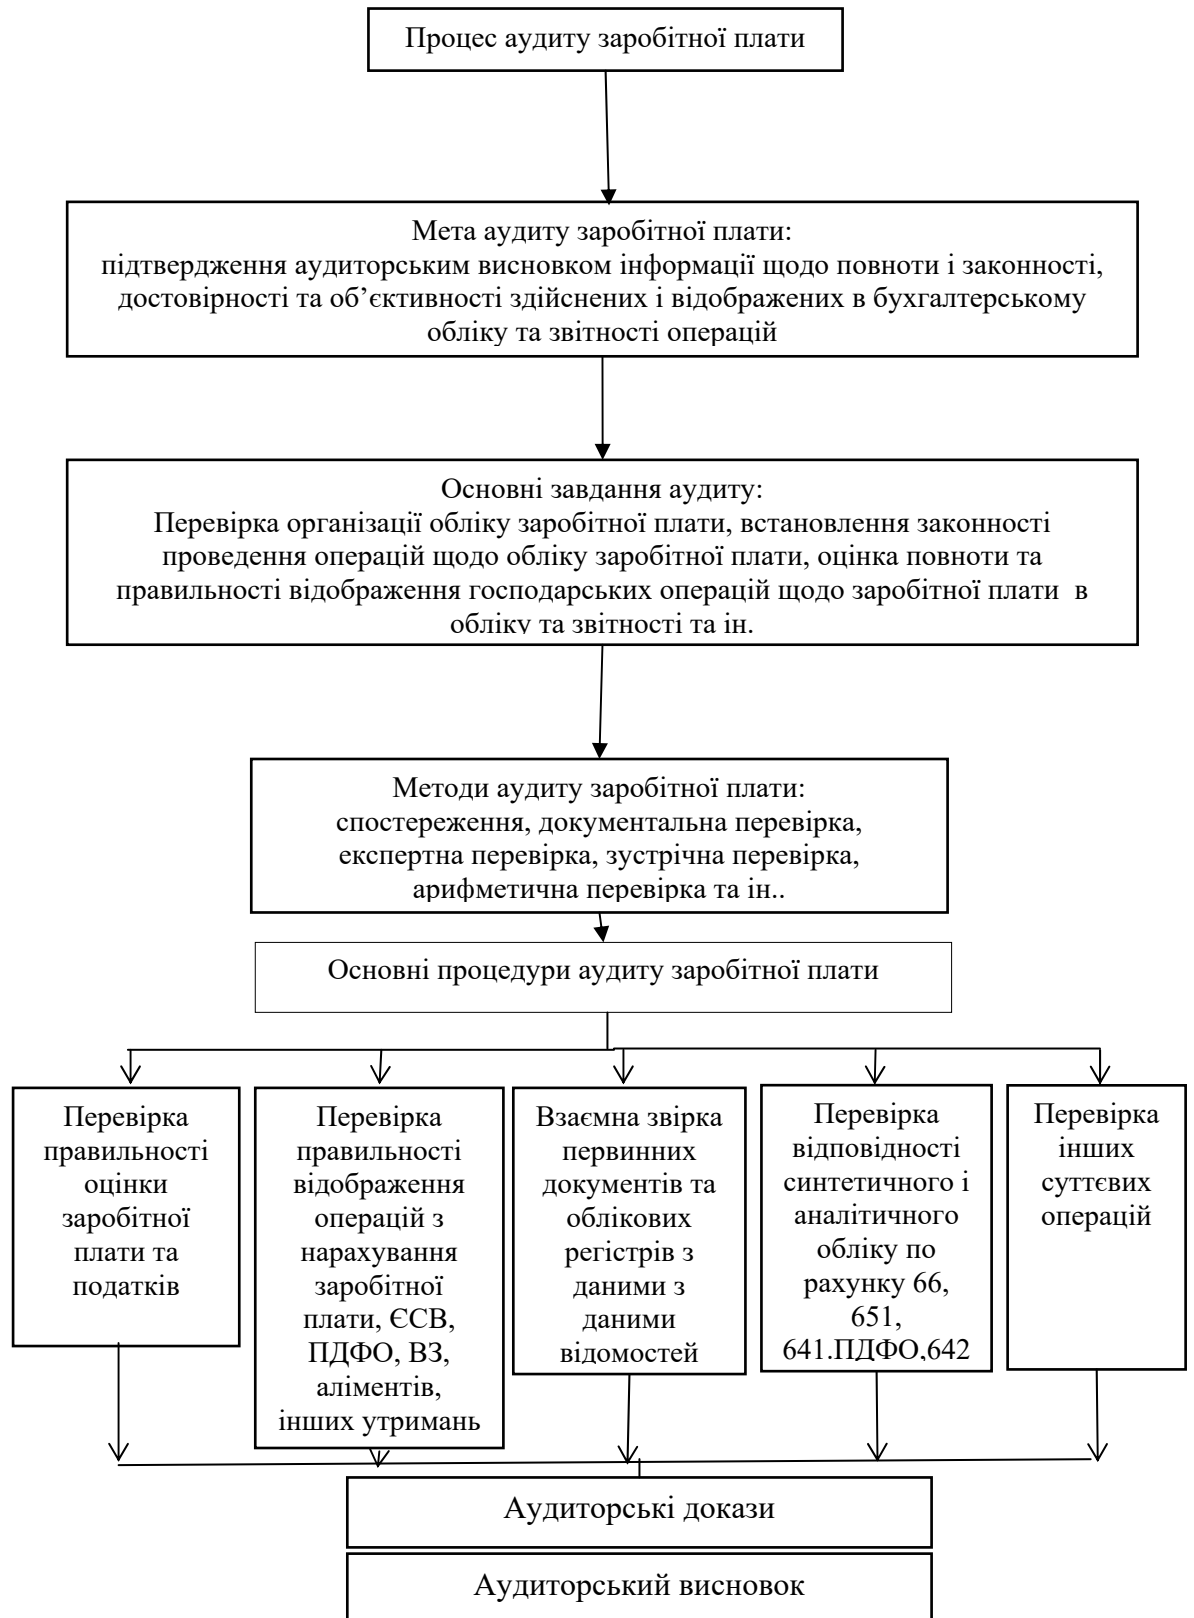 Процес аудиту заробітної плати
Мета аудиту заробітної плати:
підтвердження аудиторським висновком інформації щодо повноти і законності,
достовірності та об’єктивності здійснених і відображених в бухгалтерському
обліку та звітності операцій
Основні завдання аудиту:
Перевірка організації обліку заробітної плати, встановлення законності
проведення операцій щодо обліку заробітної плати, оцінка повноти та
правильності відображення господарських операцій щодо заробітної плати в
обліку та звітності та ін.
Методи аудиту заробітної плати:
спостереження, документальна перевірка,
експертна перевірка, зустрічна перевірка,
арифметична перевірка та ін..
Основні процедури аудиту заробітної плати
Перевірка
правильності
оцінки
заробітної
плати та
податків
Перевірка
правильності
відображення
операцій з
нарахування
заробітної
плати, ЄСВ,
ПДФО, ВЗ,
аліментів,
інших утримань
Взаємна звірка
первинних
документів та
облікових
регістрів з
даними з
даними
відомостей
Перевірка
відповідності
синтетичного і
аналітичного
обліку по
рахунку 66,
651,
641.ПДФО,642
Перевірка
інших
суттєвих
операцій
Аудиторські докази
Аудиторський висновок